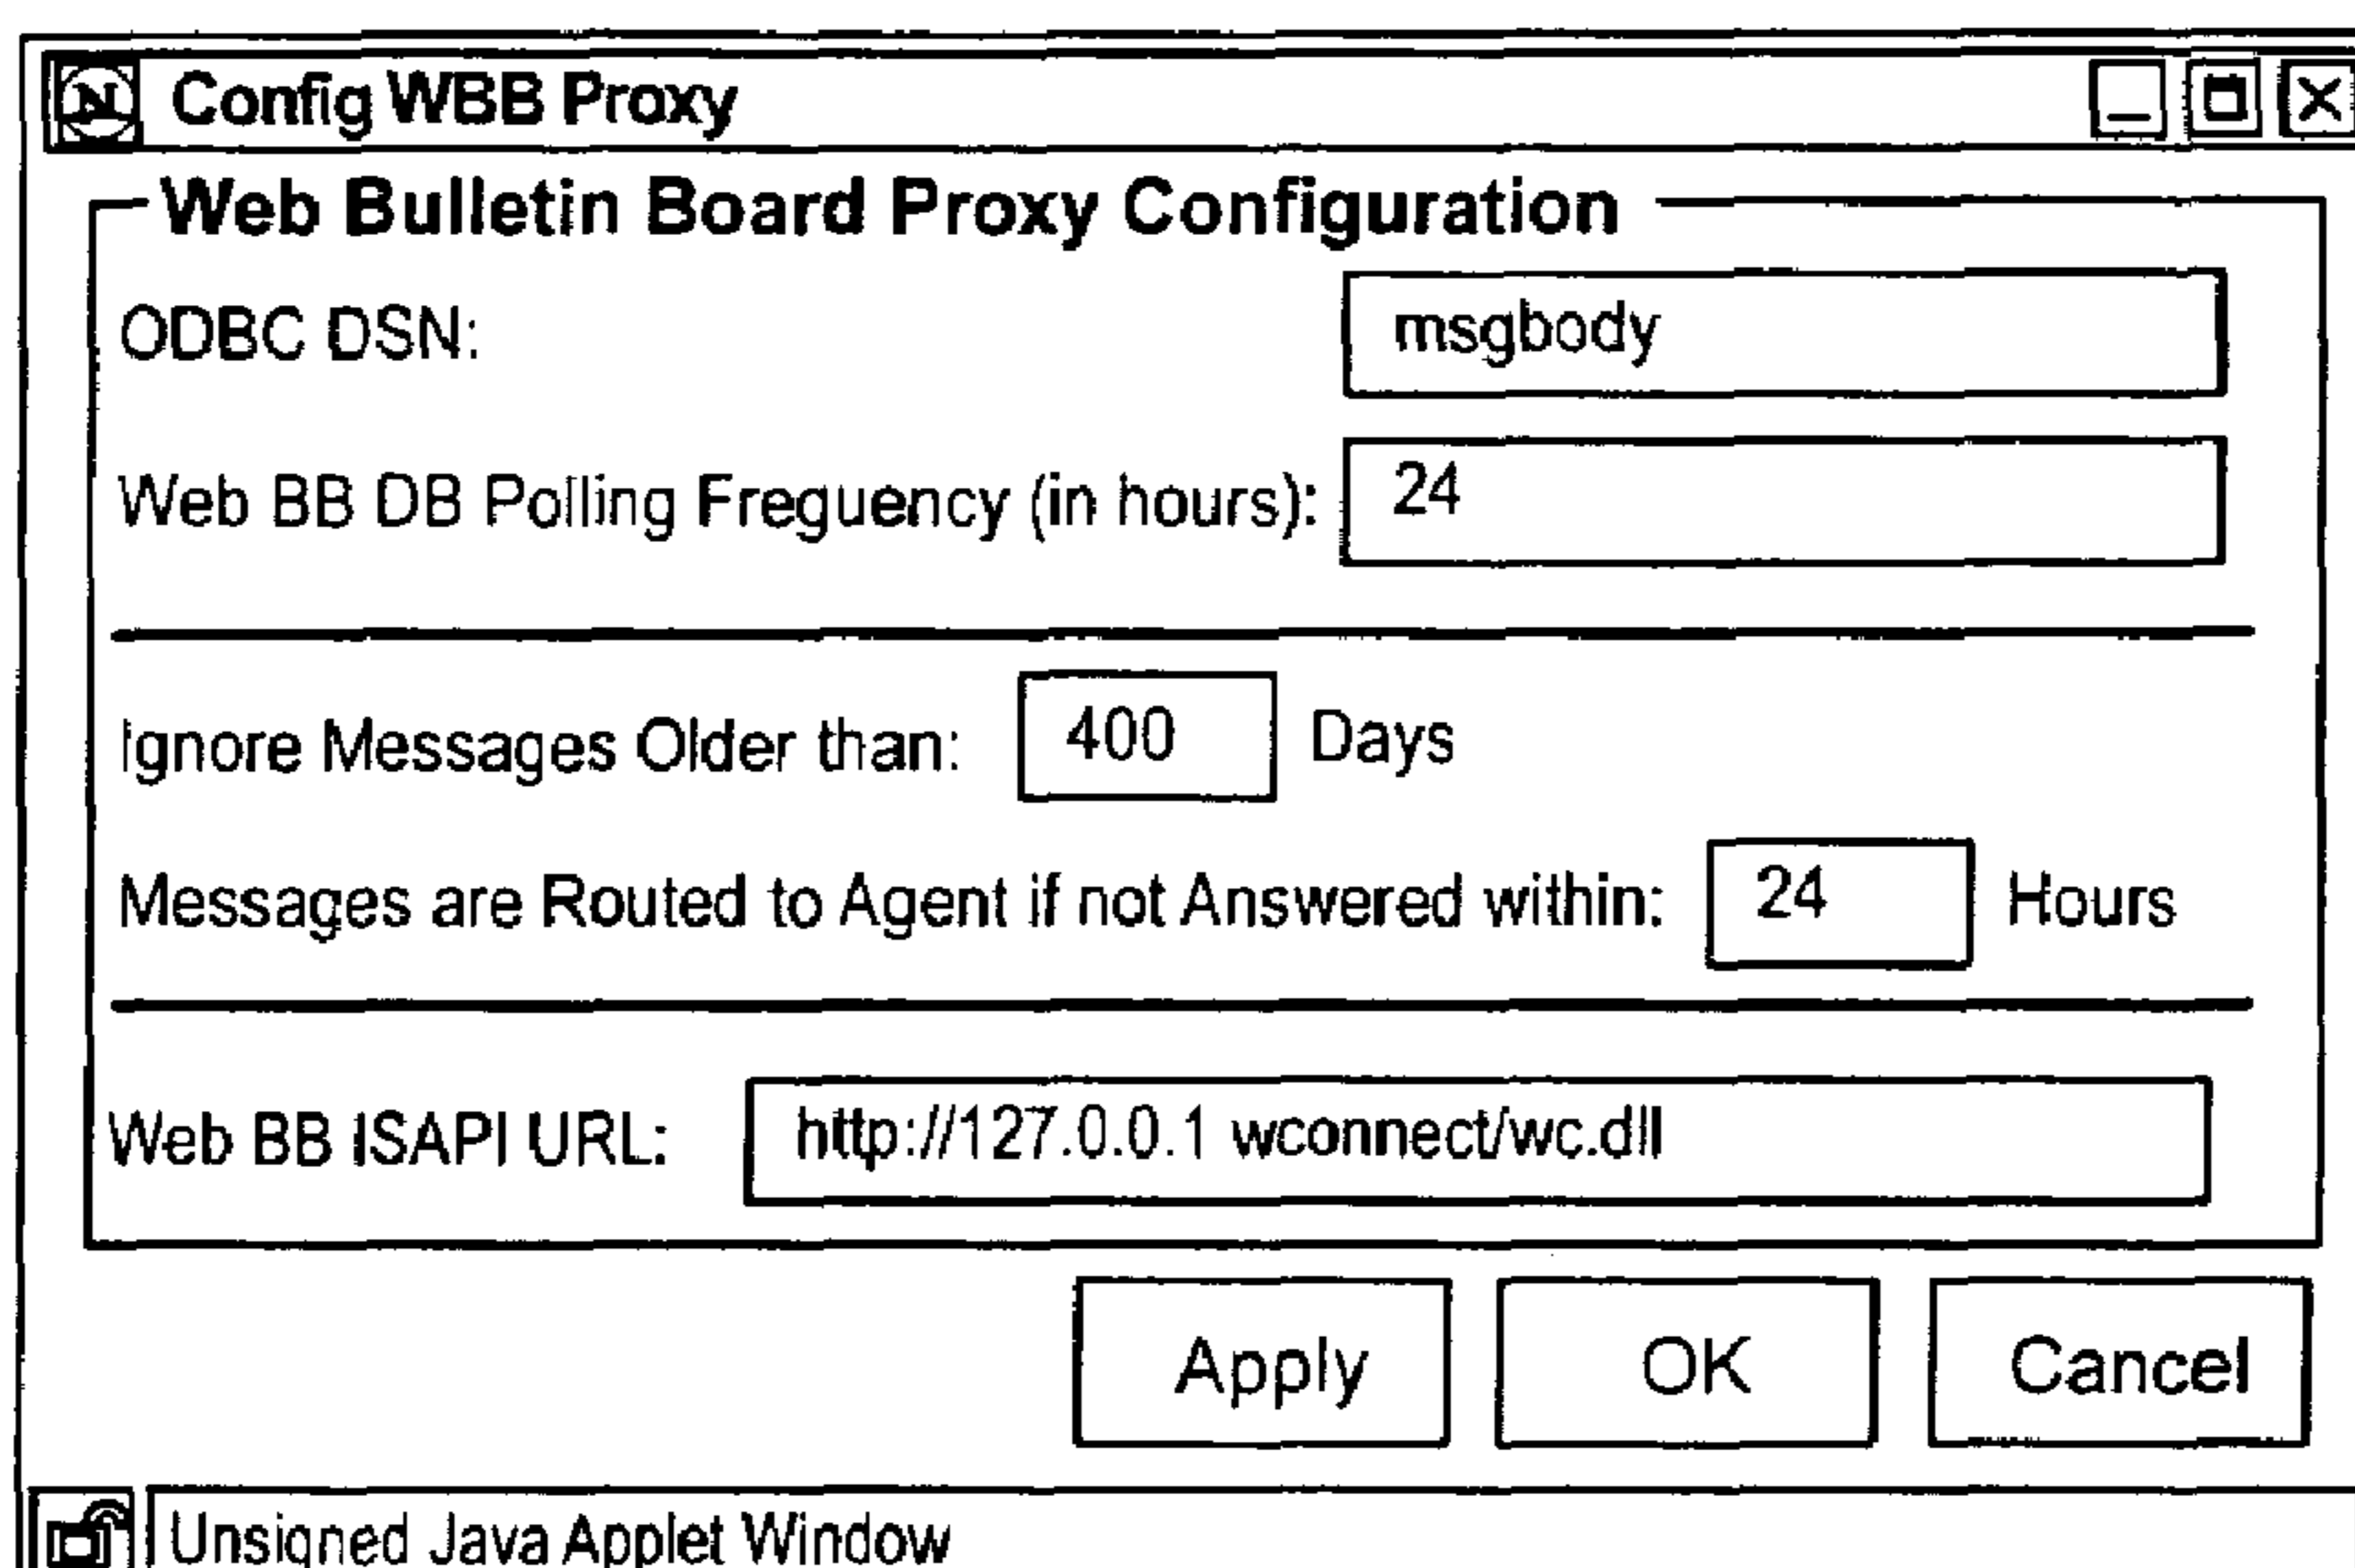 Config WBB Proxy
Web Bulletin Board Proxy Configuration
ODBC DSN: msgbody
Web BB DB Polling Freguency (in hours): 24
Ignore Messages Older than: 400 Days
Messages are Routed to Agent if not Answered within: 24 Hours
Web BB ISAPI URL: http://127.0.0.1 wconnect/wc.dll
Apply OK Cancel
Unsigned Java Applet Window